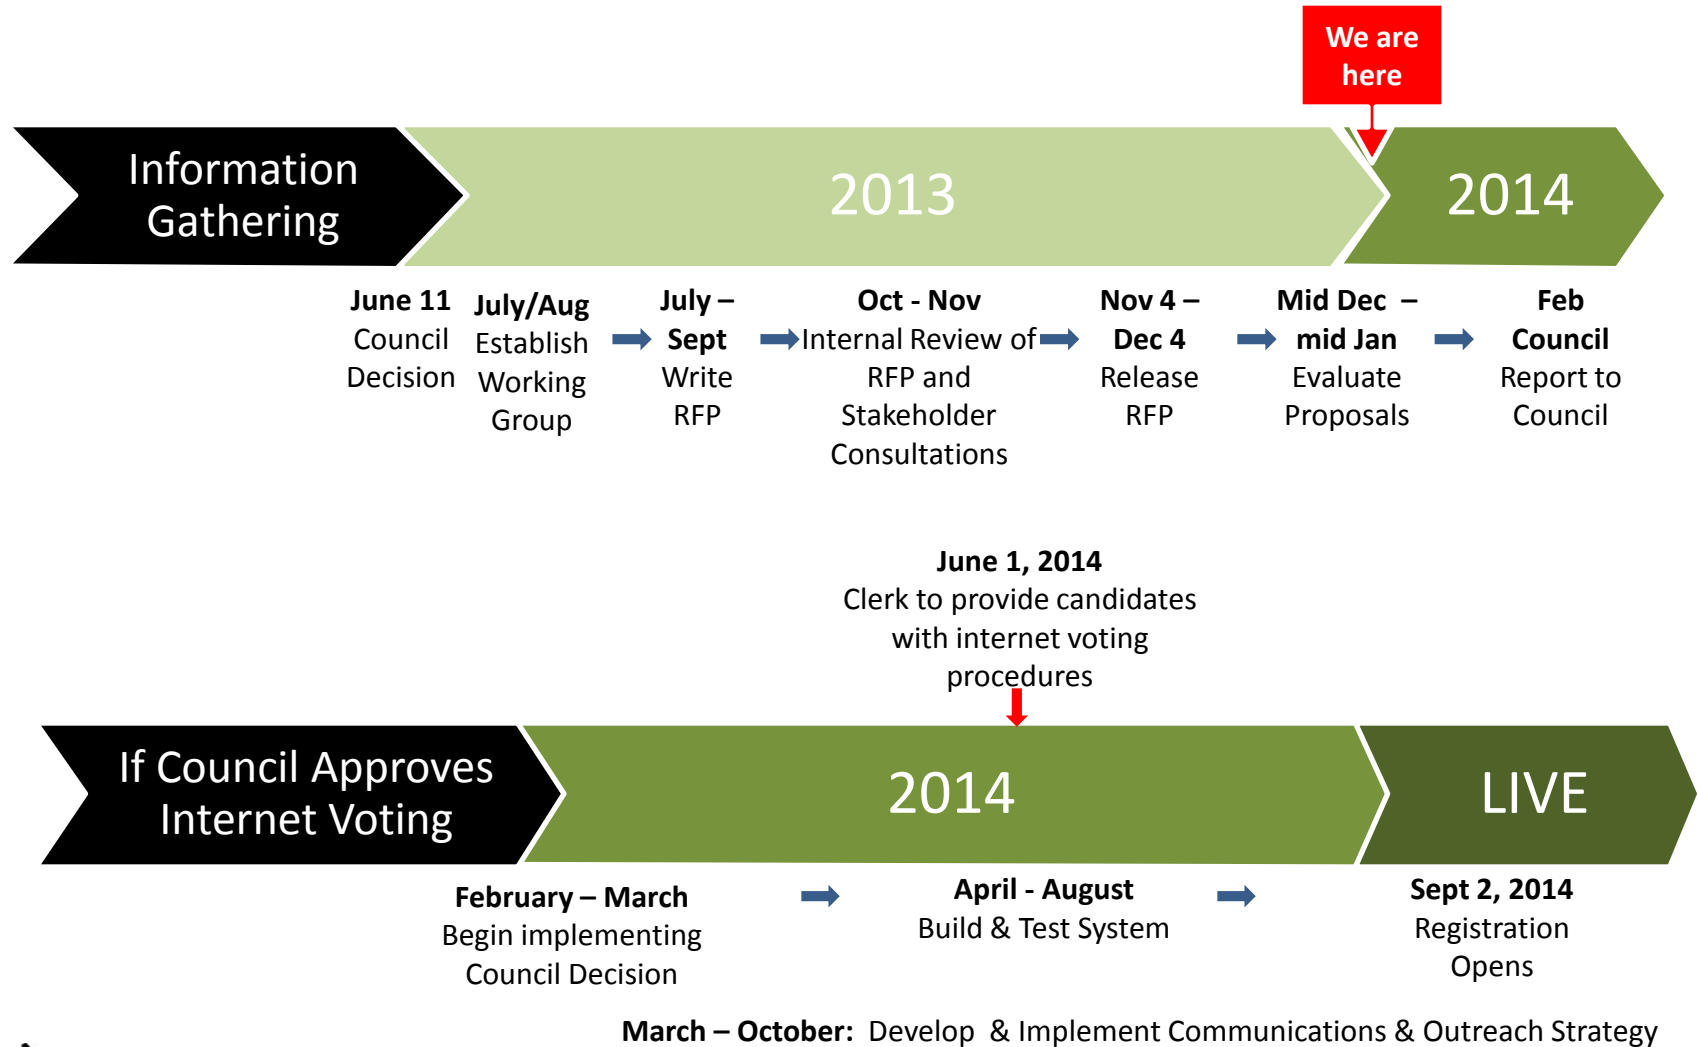 We are
here
Information
Gathering
2013
2014
June 11
Council
Decision
July/Aug
Establish
Working
Group
July –
Sept
Write
RFP
Oct - Nov
Internal Review of
RFP and
Stakeholder
Consultations
Nov 4 –
Dec 4
Release
RFP
Mid Dec –
mid Jan
Evaluate
Proposals
Feb
Council
Report to
Council
June 1, 2014
Clerk to provide candidates
with internet voting
procedures
If Council Approves
Internet Voting
2014
LIVE
February – March
Begin implementing
Council Decision
April - August
Build & Test System
Sept 2, 2014
Registration
Opens
March – October: Develop & Implement Communications & Outreach Strategy